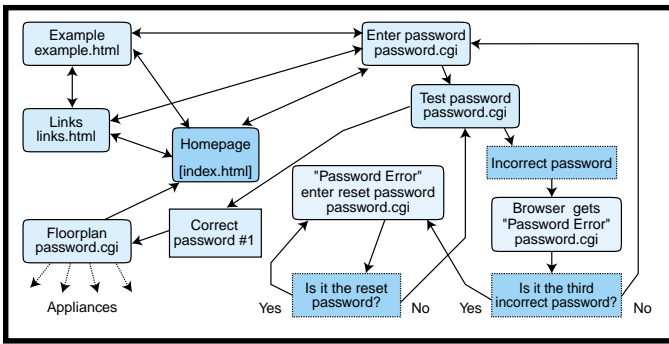 Example
example.html
Enter password
password.cgi
Links
links.html
Homepage
[index.html]
Test password
password.cgi
Incorrect password
"Password Error"
enter reset password
password.cgi
Floorplan
password.cgi
Correct
password #1
Browser gets
"Password Error"
password.cgi
Appliances
Yes
Is it the reset
password?
No
Yes
Is it the third
incorrect password?
No